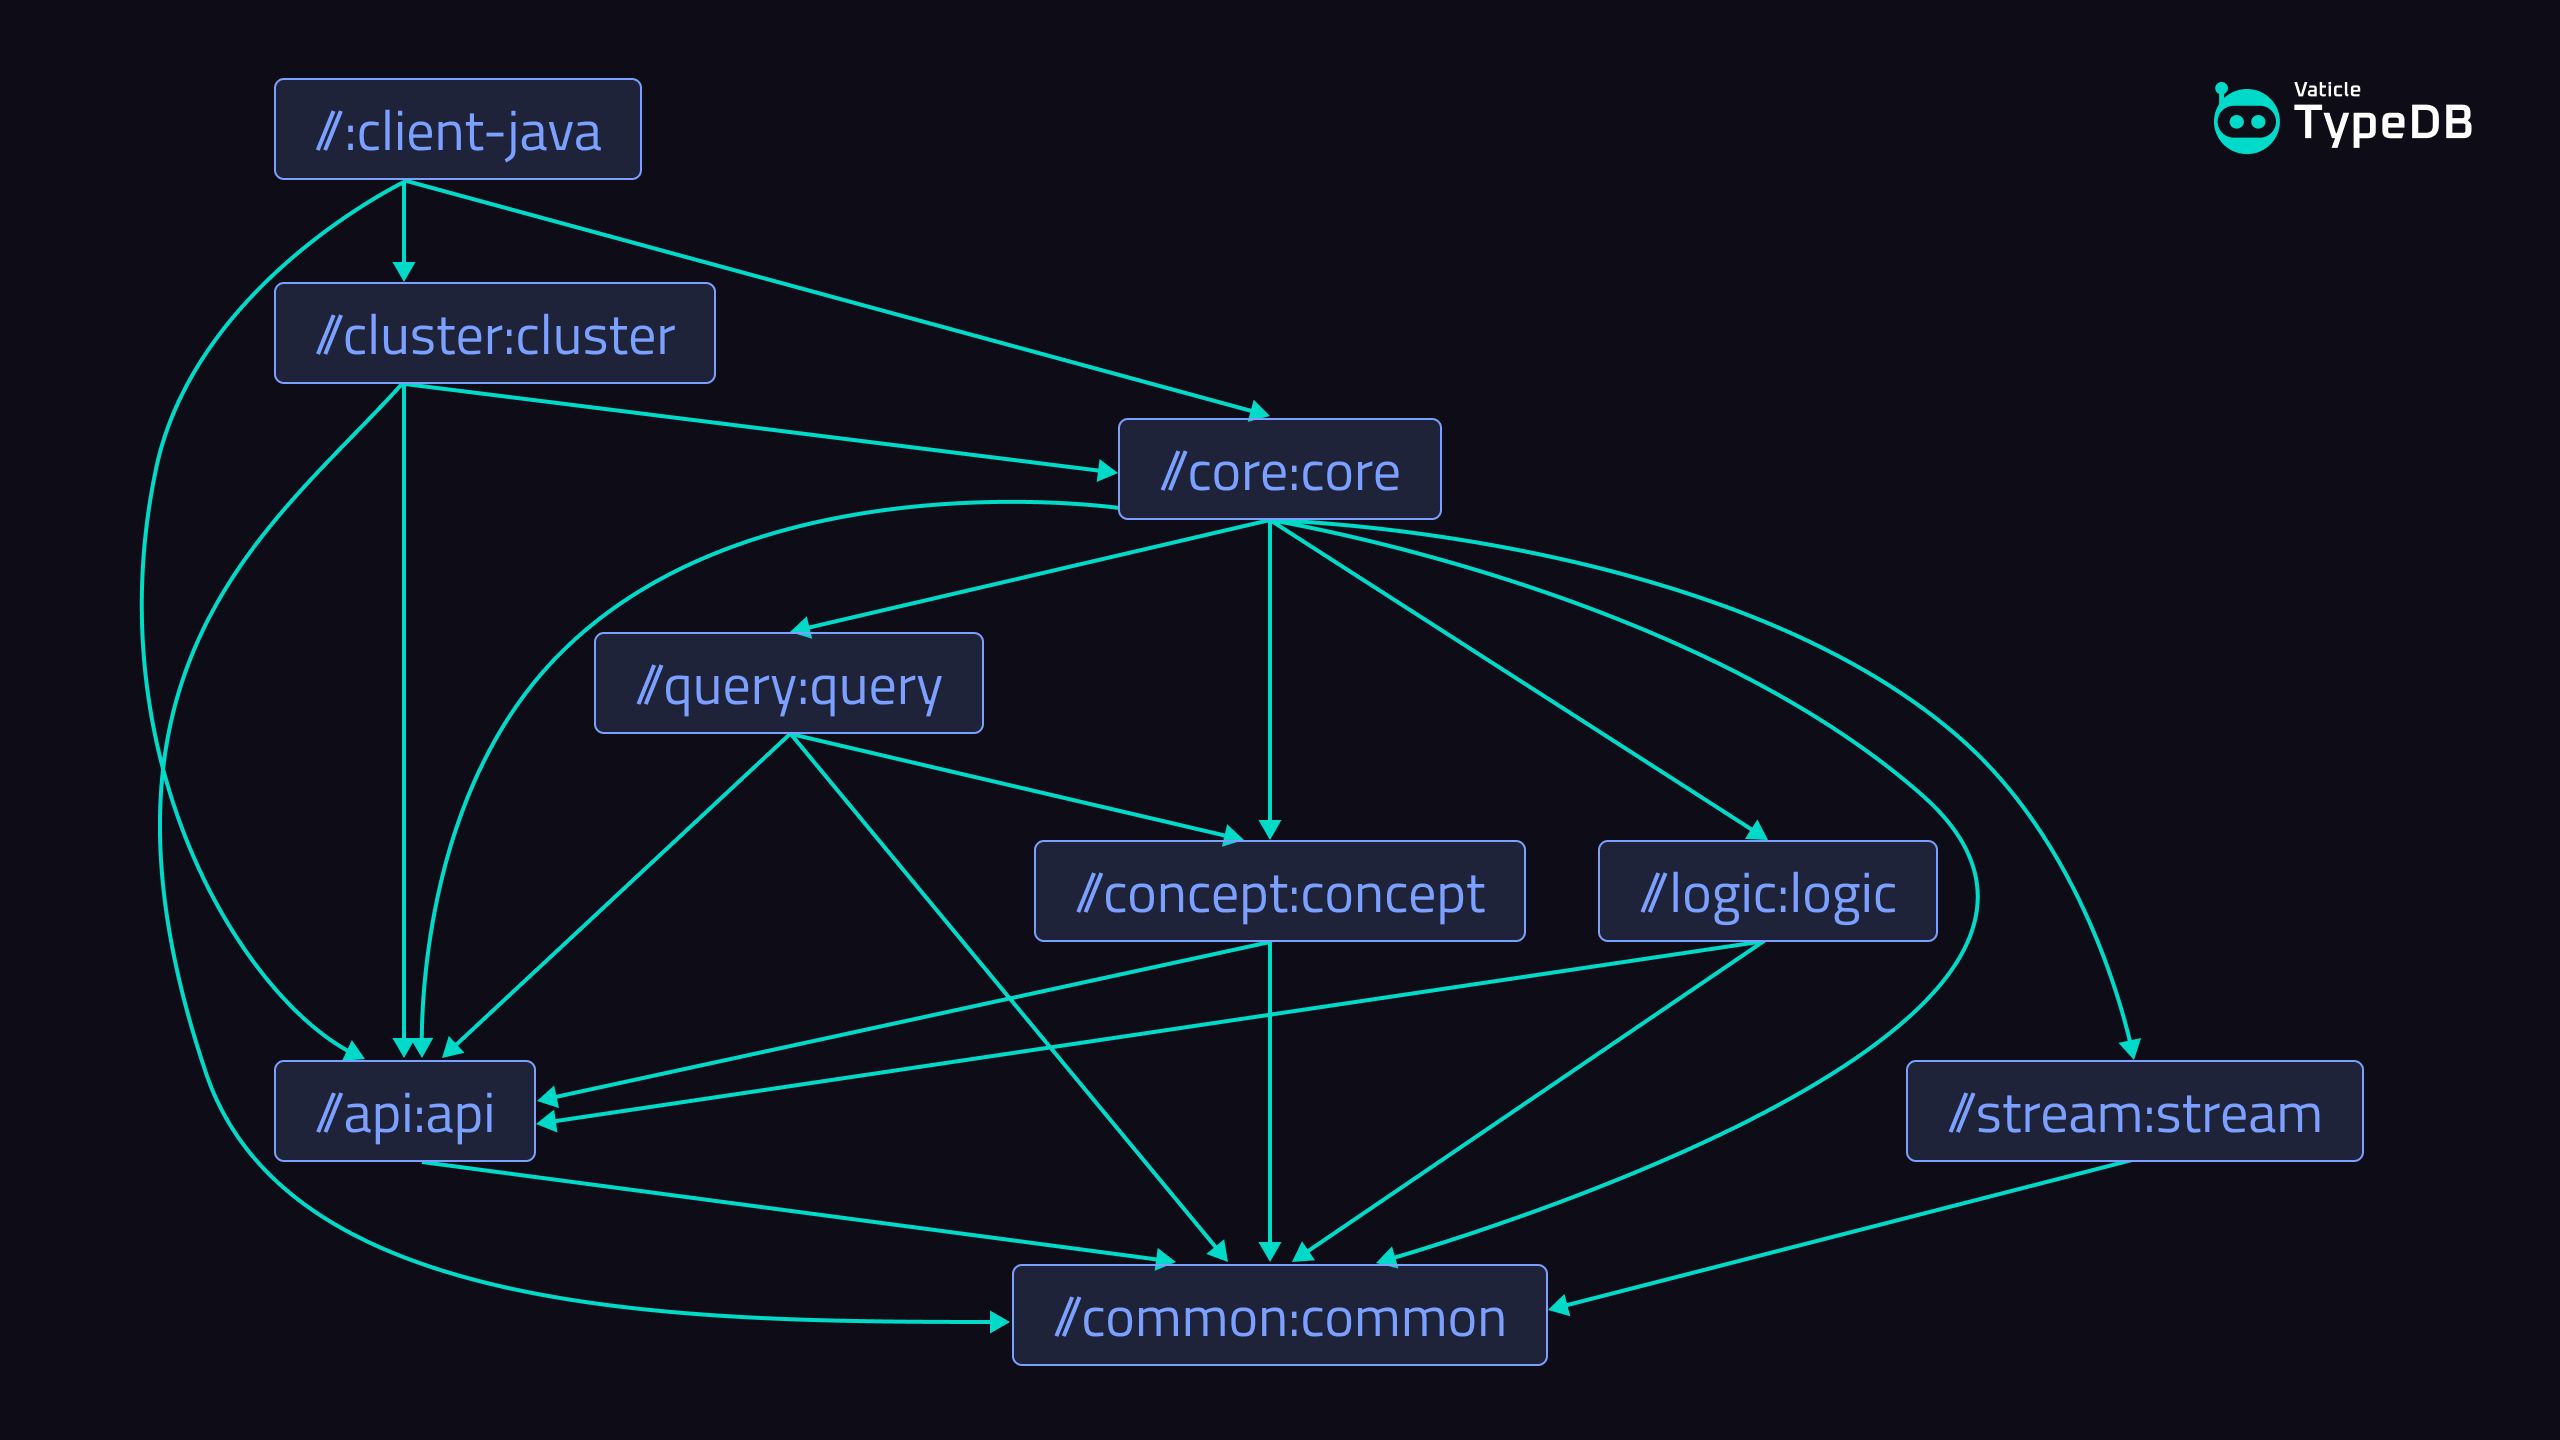 //:client-java
Vaticle
TypeDB
//cluster:cluster
//core:core
//query:query
//concept:concept
//logic:logic
//api:api
//stream:stream
//common:common